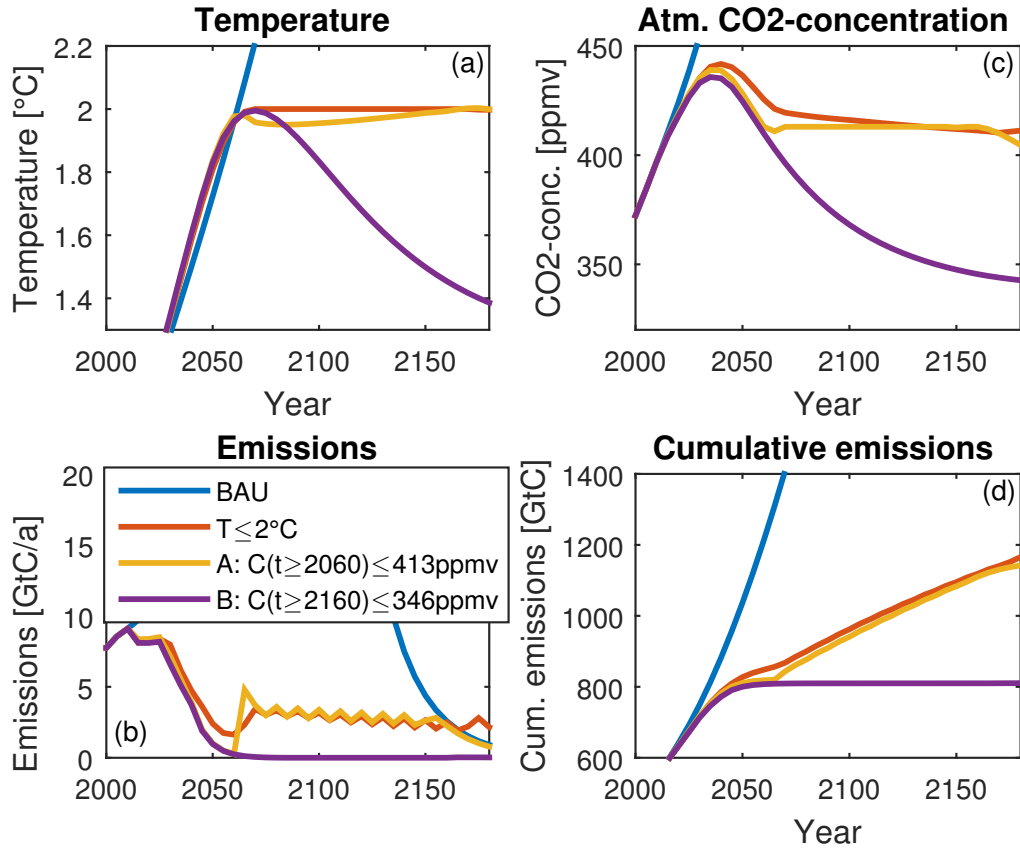 Temperature
2.2
2
1.8
1.6
1.4
Temperature [°C]
(a)
2000 2050 2100 2150
Year
Atm. CO2-concentration
450
400
350
CO2-conc. [ppmv]
(c)
2000 2050 2100 2150
Year
Emissions
20
15
10
5
0
Emissions [GtC/a]
BAU
T≤2°C
A: C(t≥2060)≤413ppmv
B: C(t≥2160)≤346ppmv
(b)
2000 2050 2100 2150
Cumulative emissions
1400
1200
1000
800
600
Cum. emissions [GtC]
(d)
2000 2050 2100 2150
Year